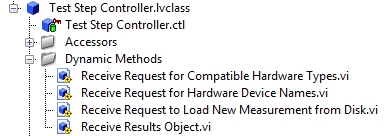 Test Step Controller.lvclass
Test Step Controller.ctl
Accessors
Dynamic Methods
Receive Request for Compatible Hardware Types.vi
Receive Request for Hardware Device Names.vi
Receive Request to Load New Measurement from Disk.vi
Receive Results Object.vi